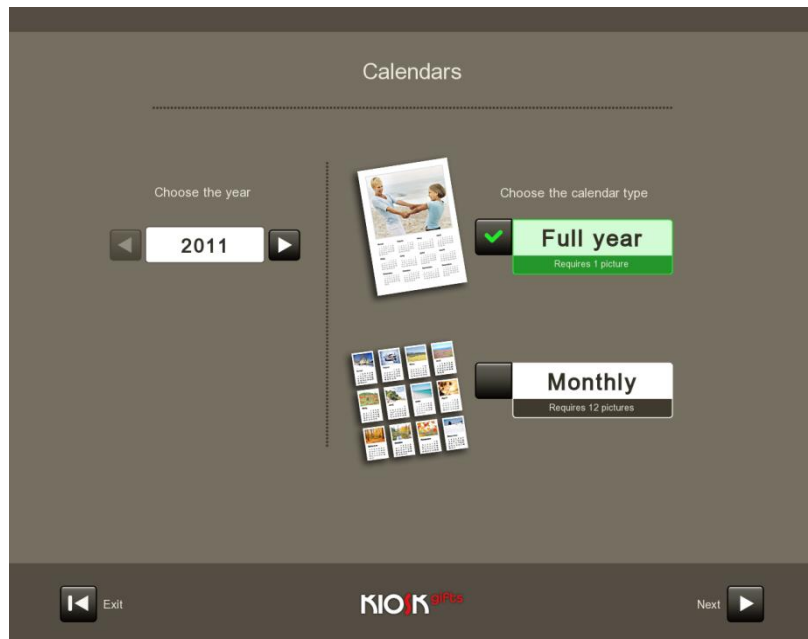 Calendars
Choose the year
2011
Choose the calendar type
Full year
Requires 1 picture
Monthly
Requires 12 pictures
Exit
KIOSK gifts
Next